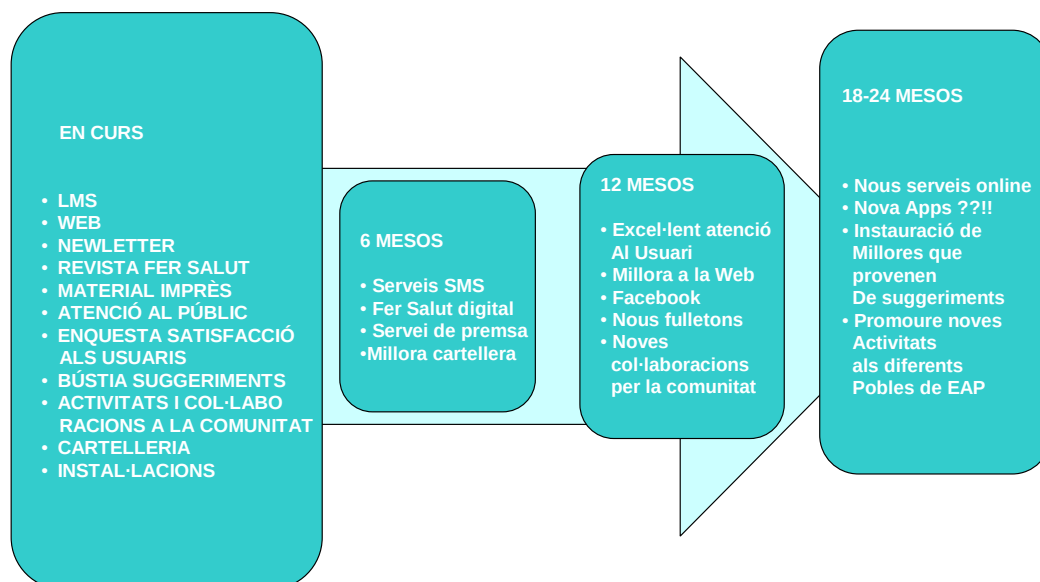 EN CURS
• LMS
• WEB
• NEWLETTER
• REVISTA FER SALUT
• MATERIAL IMPRÈS
• ATENCIÓ AL PÚBLIC
• ENQUESTA SATISFACCIÓ
ALS USUARIS
• BÚSTIA SUGGERIMENTS
• ACTIVITATS I COL·LABO
RACIONS A LA COMUNITAT
• CARTELLERIA
• INSTAL·LACIONS
6 MESOS
• Serveis SMS
• Fer Salut digital
• Servei de premsa
•Millora cartellera
12 MESOS
• Excel·lent atenció
Al Usuari
• Millora a la Web
• Facebook
• Nous fulletons
• Noves
col·laboracions
per la comunitat
18-24 MESOS
• Nous serveis online
• Nova Apps ??!!
• Instauració de
Millores que
provenen
De suggeriments
• Promoure noves
Activitats
als diferents
Pobles de EAP